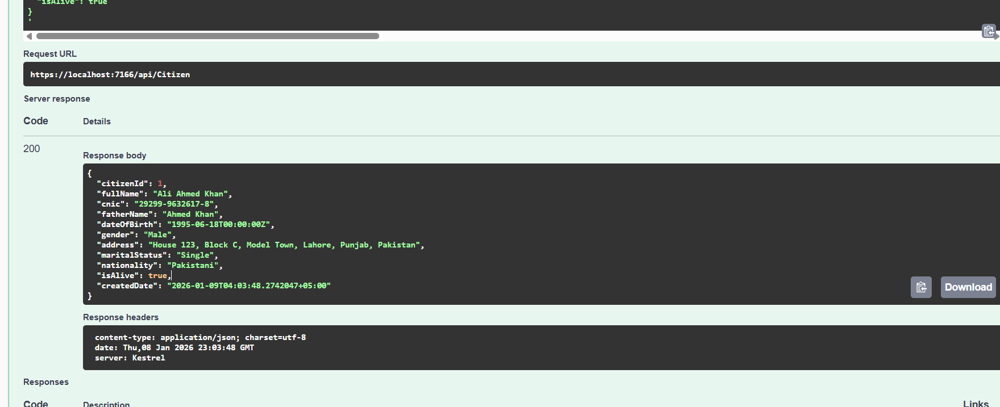 "isAlive": true
}
'
Request URL
https://localhost:7166/api/Citizen
Server response
Code Details
200
Response body
{
"citizenId": 1,
"fullName": "Ali Ahmed Khan",
"cnic": "29299-9632617-8",
"fatherName": "Ahmed Khan",
"dateOfBirth": "1995-06-18T00:00:00Z",
"gender": "Male",
"address": "House 123, Block C, Model Town, Lahore, Punjab, Pakistan",
"maritalStatus": "Single",
"nationality": "Pakistani",
"isAlive": true,
"createdDate": "2026-01-09T04:03:48.2742047+05:00"
}
Download
Response headers
content-type: application/json; charset=utf-8
date: Thu,08 Jan 2026 23:03:48 GMT
server: Kestrel
Responses
Code Description Links